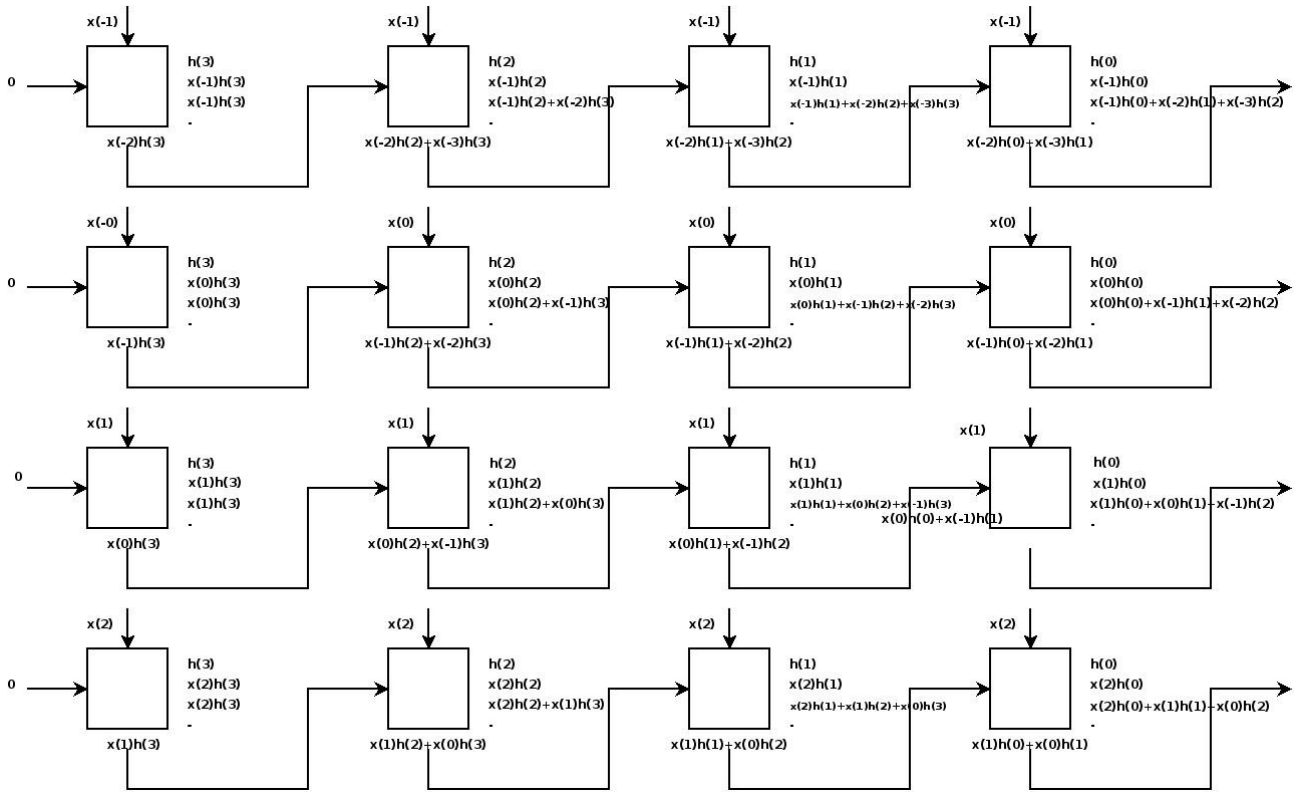 x(-1) x(-1) x(-1) x(-1)
h(3) h(2) h(1) h(0)
0 x(-1)h(3) x(-1)h(2) x(-1)h(1) x(-1)h(0)
x(-1)h(3) x(-1)h(2)+x(-2)h(3) x(-1)h(1)+x(-2)h(2)+x(-3)h(3) x(-1)h(0)+x(-2)h(1)+x(-3)h(2)
- - - -
x(-2)h(3) x(-2)h(2)+x(-3)h(3) x(-2)h(1)+x(-3)h(2) x(-2)h(0)+x(-3)h(1)
x(-0) x(0) x(0) x(0)
h(3) h(2) h(1) h(0)
0 x(0)h(3) x(0)h(2) x(0)h(1) x(0)h(0)
x(0)h(3) x(0)h(2)+x(-1)h(3) x(0)h(1)+x(-1)h(2)+x(-2)h(3) x(0)h(0)+x(-1)h(1)+x(-2)h(2)
- - - -
x(-1)h(3) x(-1)h(2)+x(-2)h(3) x(-1)h(1)+x(-2)h(2) x(-1)h(0)+x(-2)h(1)
x(1) x(1) x(1) x(1)
h(3) h(2) h(1) h(0)
0 x(1)h(3) x(1)h(2) x(1)h(1) x(1)h(0)
x(1)h(3) x(1)h(2)+x(0)h(3) x(1)h(1)+x(0)h(2)+x(-1)h(3) x(1)h(0)+x(0)h(1)+x(-1)h(2)
- - - x(0)h(0)+x(-1)h(1) -
x(0)h(3) x(0)h(2)+x(-1)h(3) x(0)h(1)+x(-1)h(2)
x(2) x(2) x(2) x(2)
h(3) h(2) h(1) h(0)
0 x(2)h(3) x(2)h(2) x(2)h(1) x(2)h(0)
x(2)h(3) x(2)h(2)+x(1)h(3) x(2)h(1)+x(1)h(2)+x(0)h(3) x(2)h(0)+x(1)h(1)+x(0)h(2)
- - - -
x(1)h(3) x(1)h(2)+x(0)h(3) x(1)h(1)+x(0)h(2) x(1)h(0)+x(0)h(1)